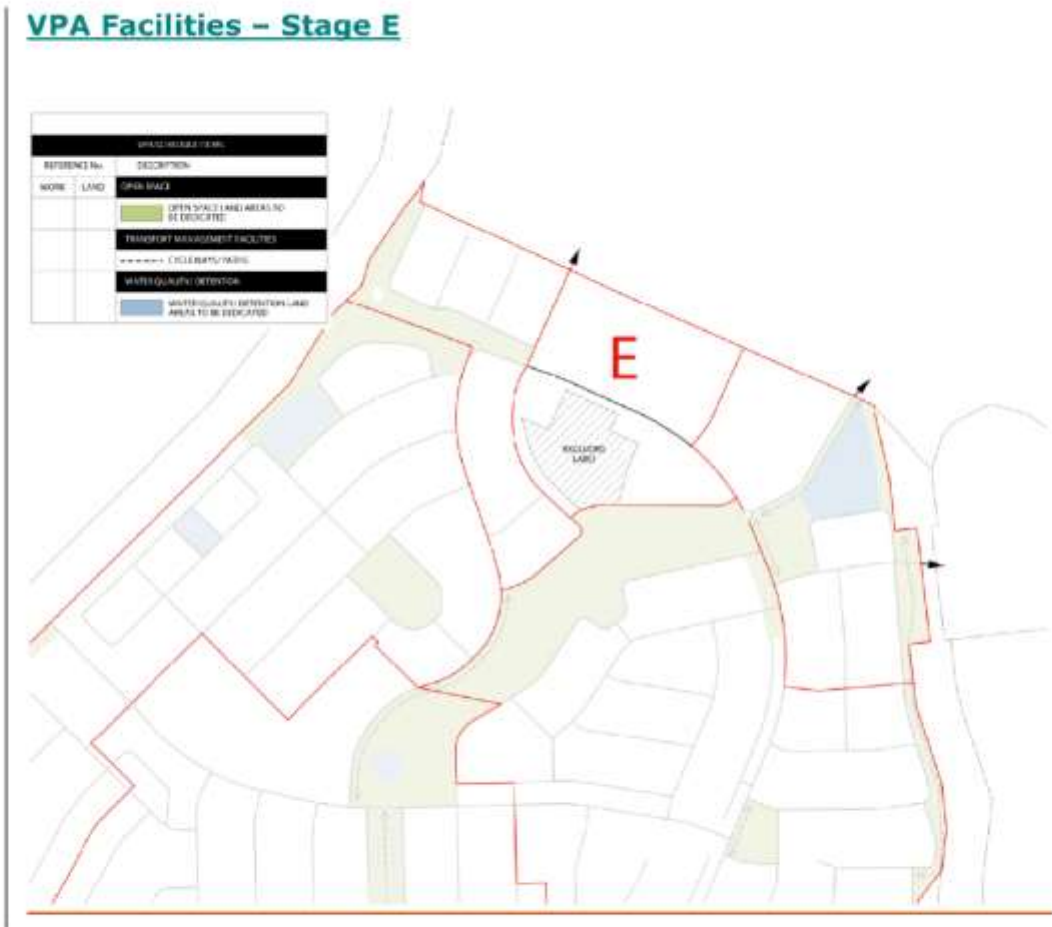 VPA Facilities – Stage E
REFERENCE No. DESCRIPTION
WORK LAND OPEN SPACE
OPEN SPACE LAND AREAS TO
BE DEDICATED
TRANSPORT MANAGEMENT FACILITIES
CYCLEWAYS/ PATHS
WATER QUALITY/ DETENTION
WATER QUALITY/ DETENTION LAND
AREAS TO BE DEDICATED
E
LAND